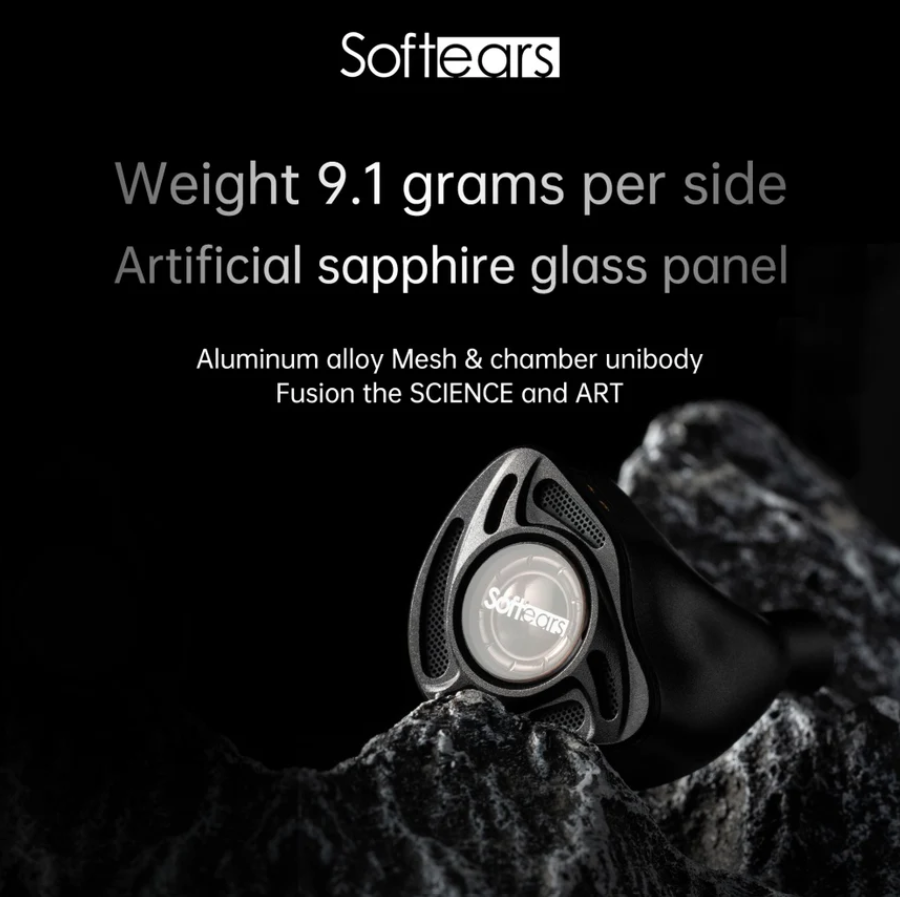 Softears
Weight 9.1 grams per side
Artificial sapphire glass panel
Aluminum alloy Mesh & chamber unibody
Fusion the SCIENCE and ART
Softears